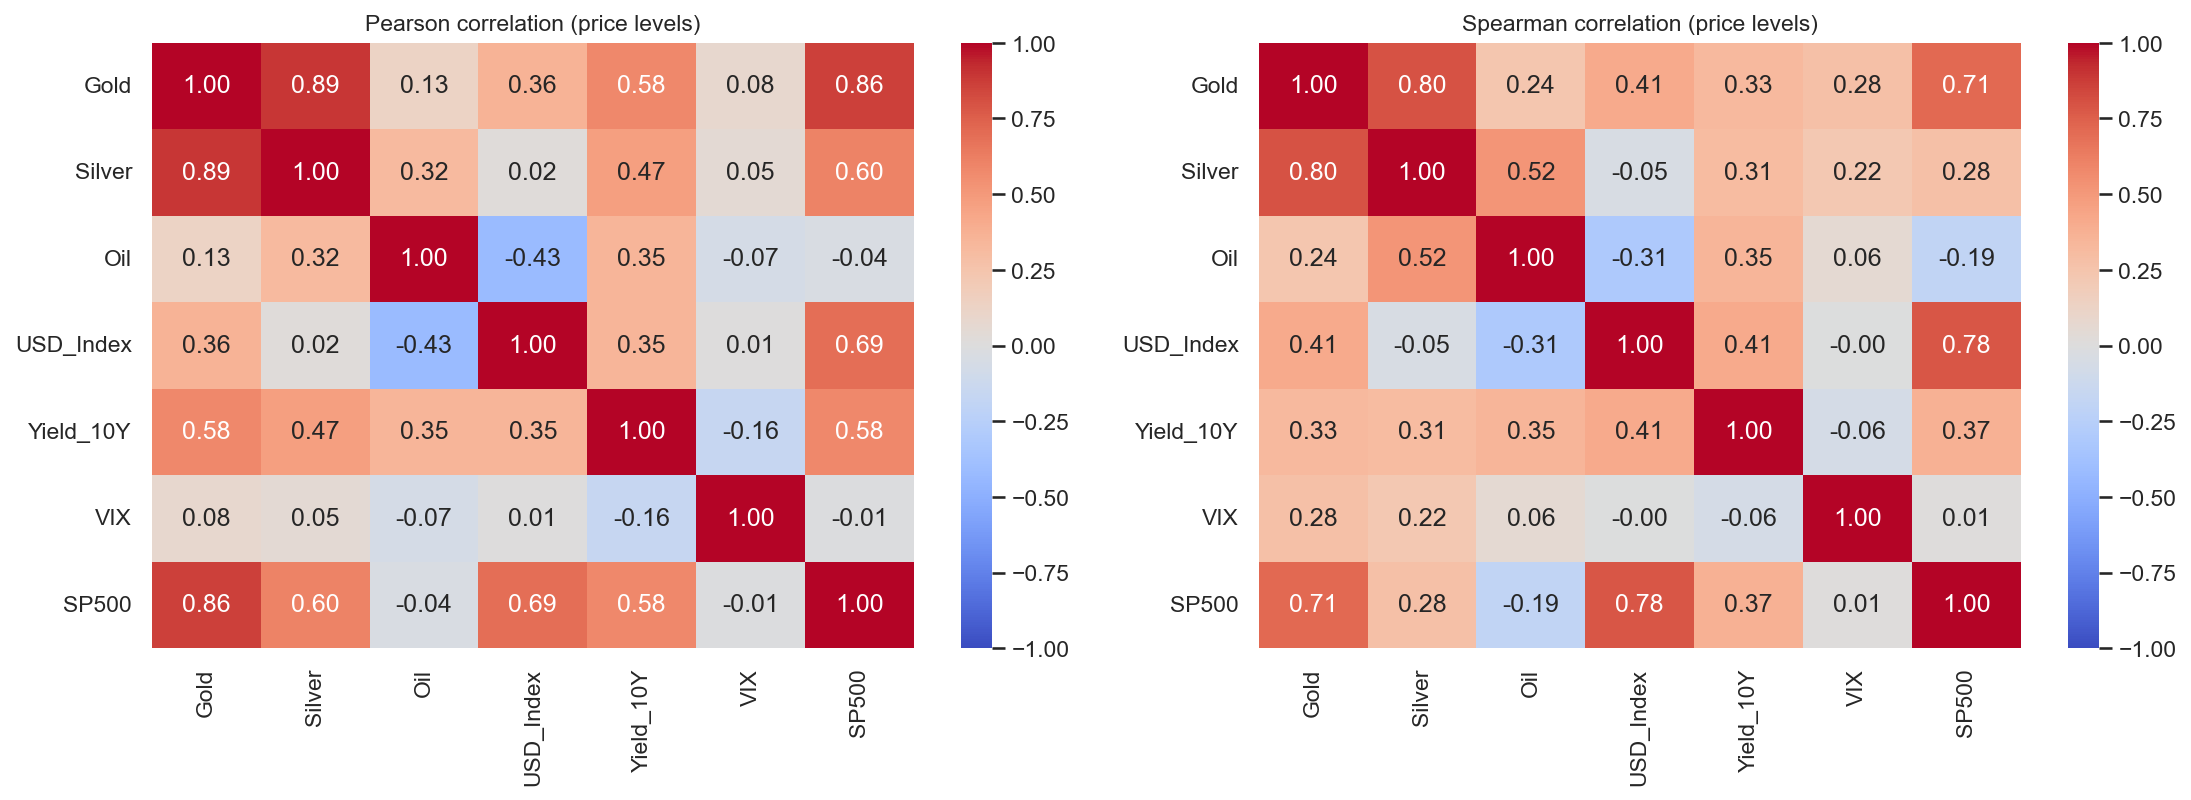 Pearson correlation (price levels)
Gold 1.00 0.89 0.13 0.36 0.58 0.08 0.86
Silver 0.89 1.00 0.32 0.02 0.47 0.05 0.60
Oil 0.13 0.32 1.00 -0.43 0.35 -0.07 -0.04
USD_Index 0.36 0.02 -0.43 1.00 0.35 0.01 0.69
Yield_10Y 0.58 0.47 0.35 0.35 1.00 -0.16 0.58
VIX 0.08 0.05 -0.07 0.01 -0.16 1.00 -0.01
SP500 0.86 0.60 -0.04 0.69 0.58 -0.01 1.00
Gold Silver Oil USD_Index Yield_10Y VIX SP500
1.00
0.75
0.50
0.25
0.00
−0.25
−0.50
−0.75
−1.00
Spearman correlation (price levels)
Gold 1.00 0.80 0.24 0.41 0.33 0.28 0.71
Silver 0.80 1.00 0.52 -0.05 0.31 0.22 0.28
Oil 0.24 0.52 1.00 -0.31 0.35 0.06 -0.19
USD_Index 0.41 -0.05 -0.31 1.00 0.41 -0.00 0.78
Yield_10Y 0.33 0.31 0.35 0.41 1.00 -0.06 0.37
VIX 0.28 0.22 0.06 -0.00 -0.06 1.00 0.01
SP500 0.71 0.28 -0.19 0.78 0.37 0.01 1.00
Gold Silver Oil USD_Index Yield_10Y VIX SP500
1.00
0.75
0.50
0.25
0.00
−0.25
−0.50
−0.75
−1.00